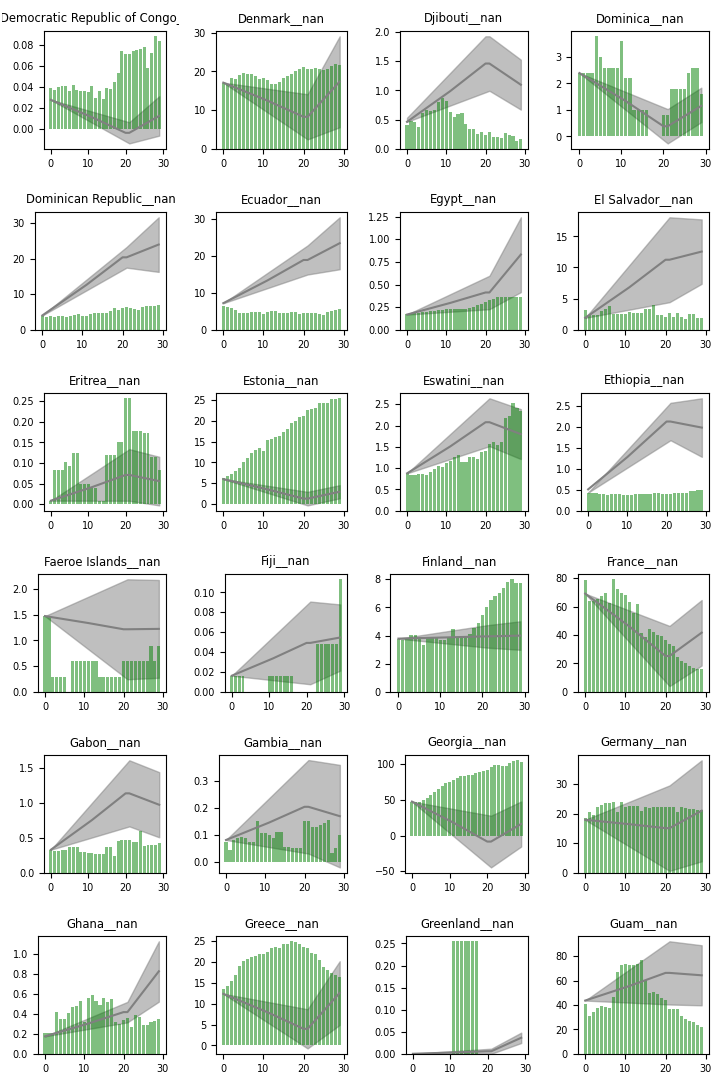 Democratic Republic of Congo_
Denmark__nan
Djibouti__nan
Dominica__nan
0.08
0.06
0.04
0.02
0.00
0 10 20 30
30
20
10
0
0 10 20 30
2.0
1.5
1.0
0.5
0.0
0 10 20 30
3
2
1
0
0 10 20 30
Dominican Republic__nan
Ecuador__nan
Egypt__nan
El Salvador__nan
30
20
10
0
0 10 20 30
30
20
10
0
0 10 20 30
1.25
1.00
0.75
0.50
0.25
0.00
0 10 20 30
15
10
5
0
0 10 20 30
Eritrea__nan
Estonia__nan
Eswatini__nan
Ethiopia__nan
0.25
0.20
0.15
0.10
0.05
0.00
0 10 20 30
25
20
15
10
5
0
0 10 20 30
2.5
2.0
1.5
1.0
0.5
0.0
0 10 20 30
2.5
2.0
1.5
1.0
0.5
0.0
0 10 20 30
Faeroe Islands__nan
Fiji__nan
Finland__nan
France__nan
2.0
1.5
1.0
0.5
0.0
0 10 20 30
0.10
0.08
0.06
0.04
0.02
0.00
0 10 20 30
8
6
4
2
0
0 10 20 30
80
60
40
20
0
0 10 20 30
Gabon__nan
Gambia__nan
Georgia__nan
Germany__nan
1.5
1.0
0.5
0.0
0 10 20 30
0.3
0.2
0.1
0.0
0 10 20 30
100
50
0
−50
0 10 20 30
30
20
10
0
0 10 20 30
Ghana__nan
Greece__nan
Greenland__nan
Guam__nan
1.0
0.8
0.6
0.4
0.2
0.0
0 10 20 30
25
20
15
10
5
0
0 10 20 30
0.25
0.20
0.15
0.10
0.05
0.00
0 10 20 30
80
60
40
20
0
0 10 20 30